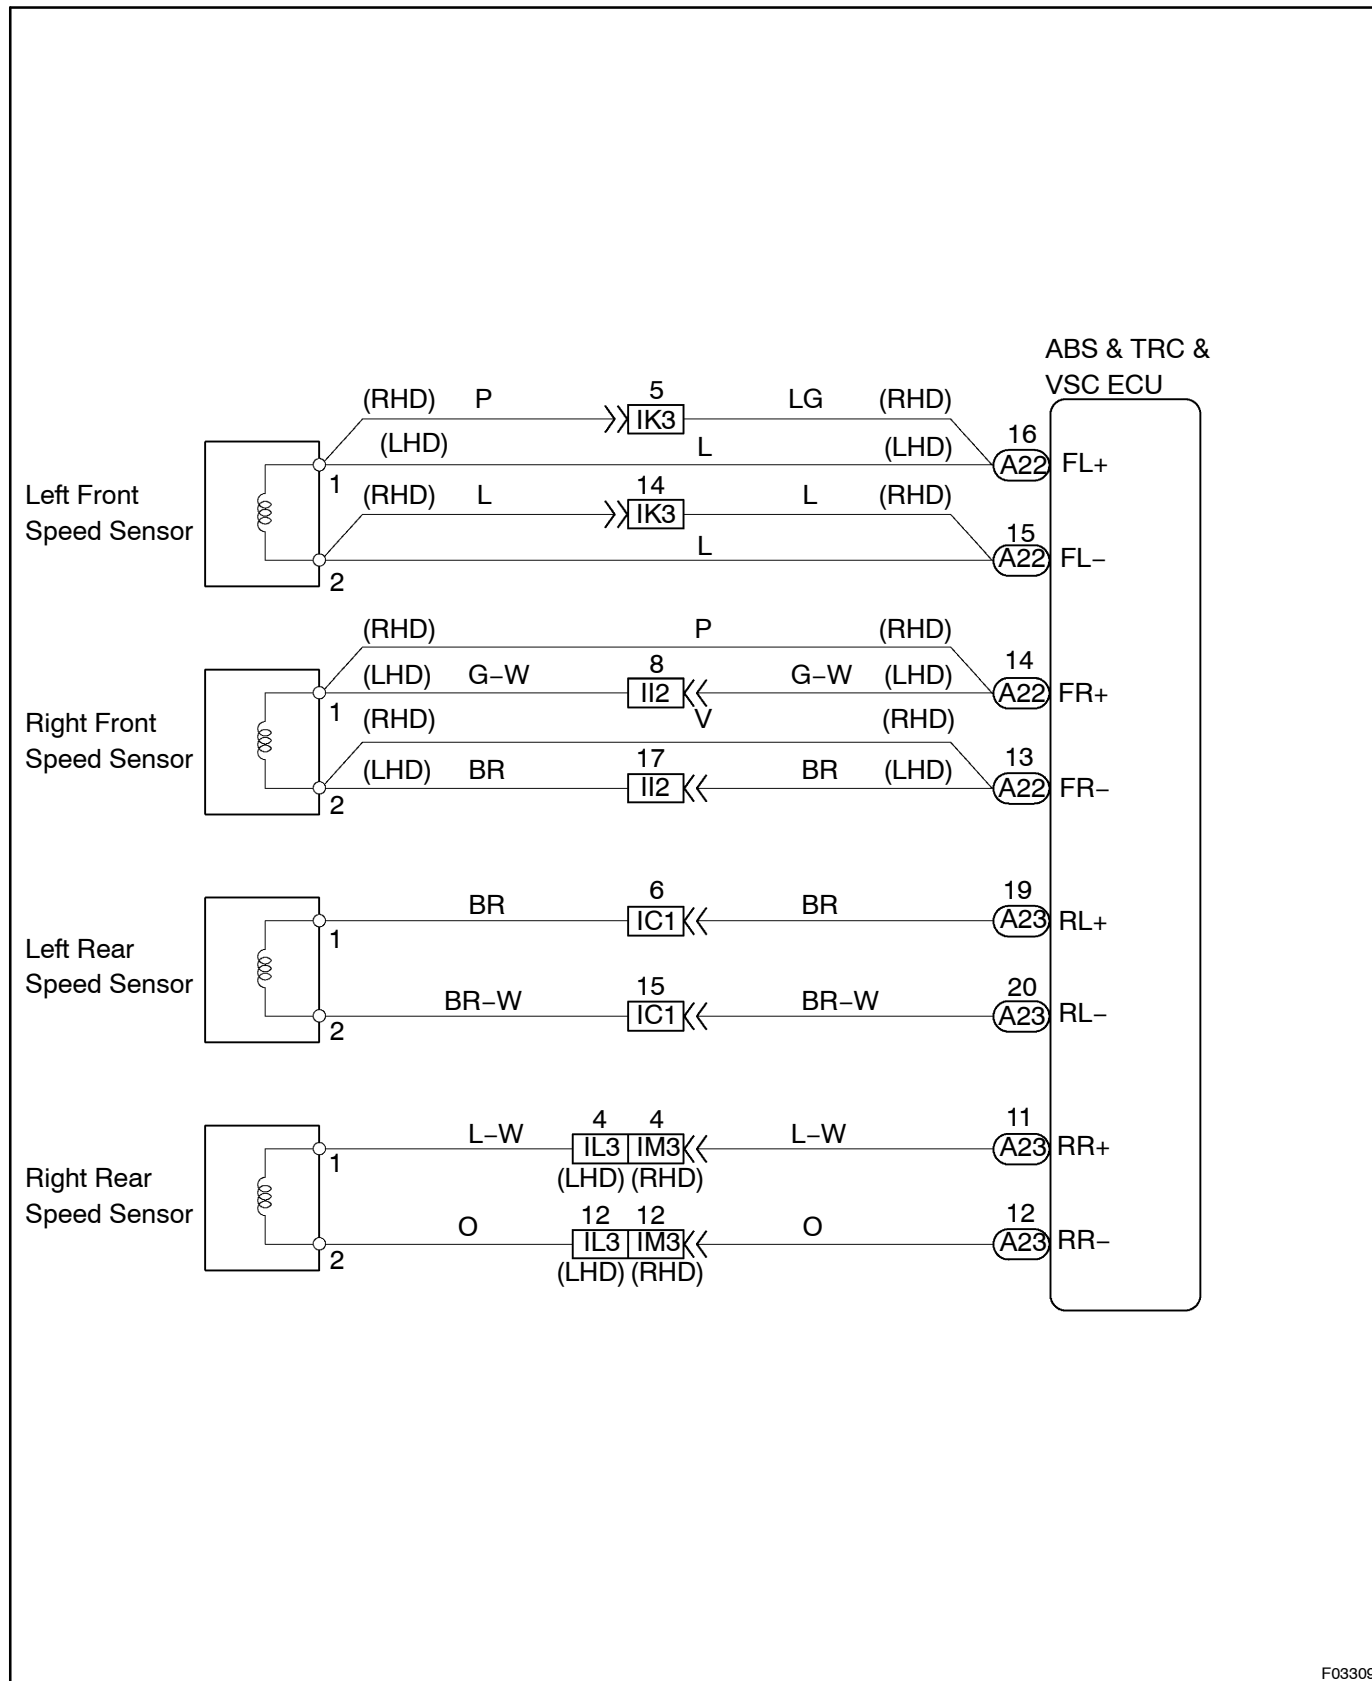 ABS & TRC &
VSC ECU
(RHD) P 5 LG (RHD)
IK3
(LHD) L (LHD) 16
1 A22 FL+
Left Front
Speed Sensor
(RHD) L 14 L (RHD)
IK3
L 15
2 A22 FL−
(RHD) P (RHD)
(LHD) G−W 8 G−W (LHD) 14
1 II2 A22 FR+
Right Front
Speed Sensor
(RHD) V (RHD)
(LHD) BR 17 BR (LHD) 13
2 II2 A22 FR−
BR 6 BR 19
1 IC1 A23 RL+
Left Rear
Speed Sensor
BR−W 15 BR−W 20
2 IC1 A23 RL−
L−W 4 4 L−W 11
1 IL3 IM3 A23 RR+
(LHD) (RHD)
Right Rear
Speed Sensor
O 12 12 O 12
2 IL3 IM3 A23 RR−
(LHD) (RHD)
F03309